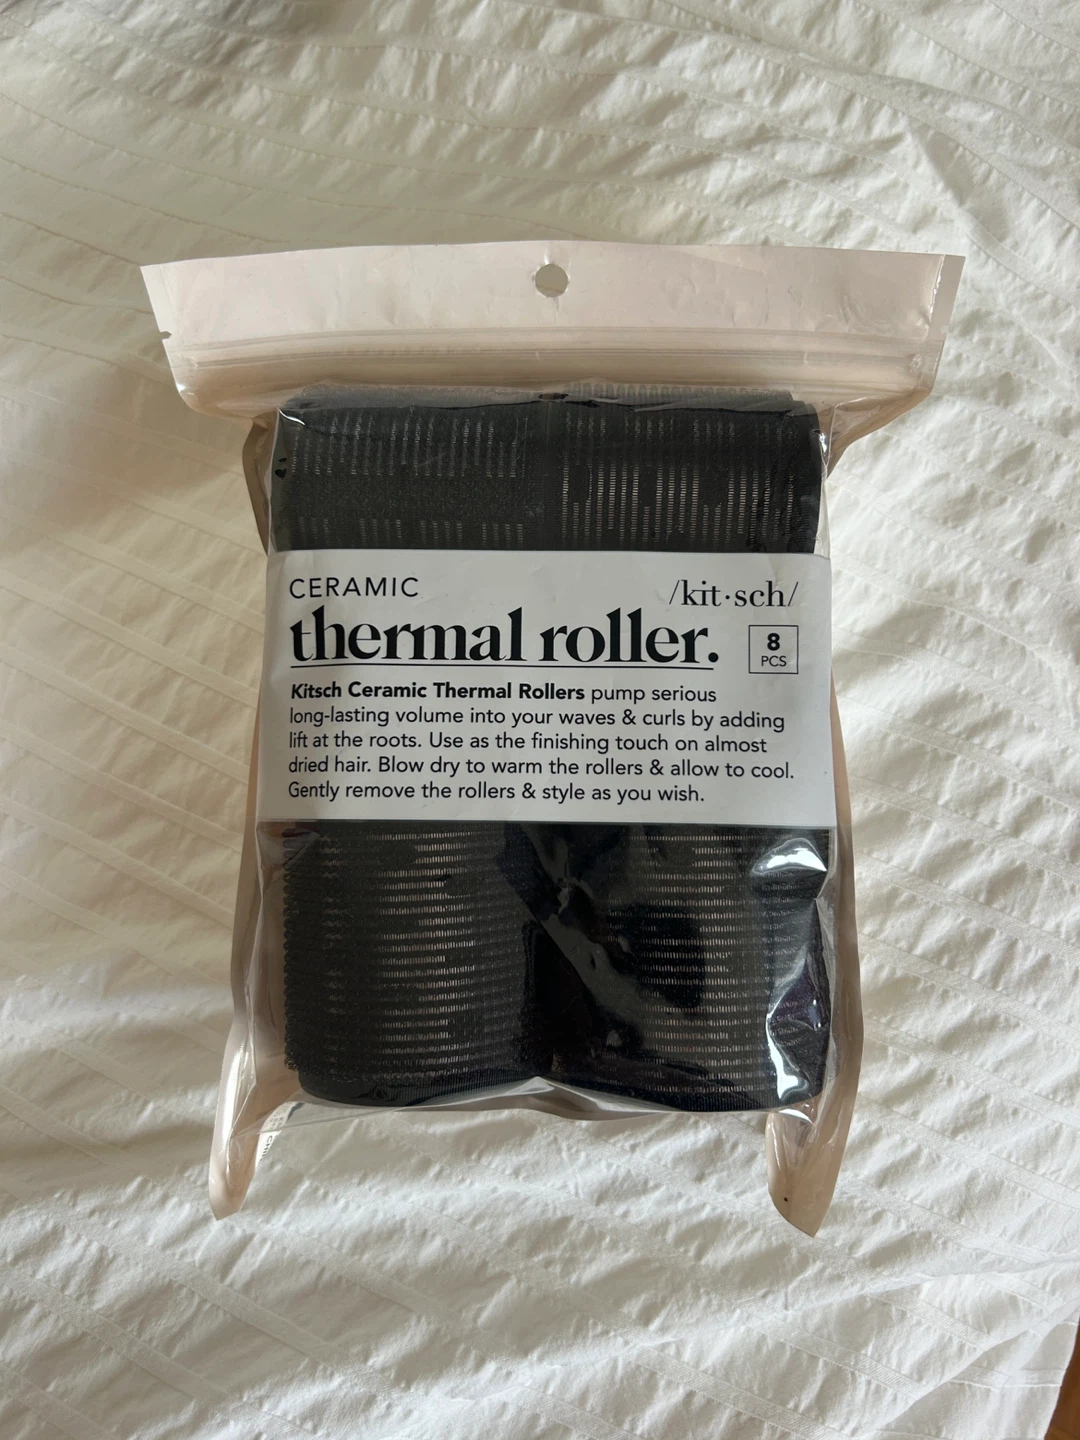 CERAMIC
/kit·sch/
thermal roller.
8
PCS
Kitsch Ceramic Thermal Rollers pump serious
long-lasting volume into your waves & curls by adding
lift at the roots. Use as the finishing touch on almost
dried hair. Blow dry to warm the rollers & allow to cool.
Gently remove the rollers & style as you wish.